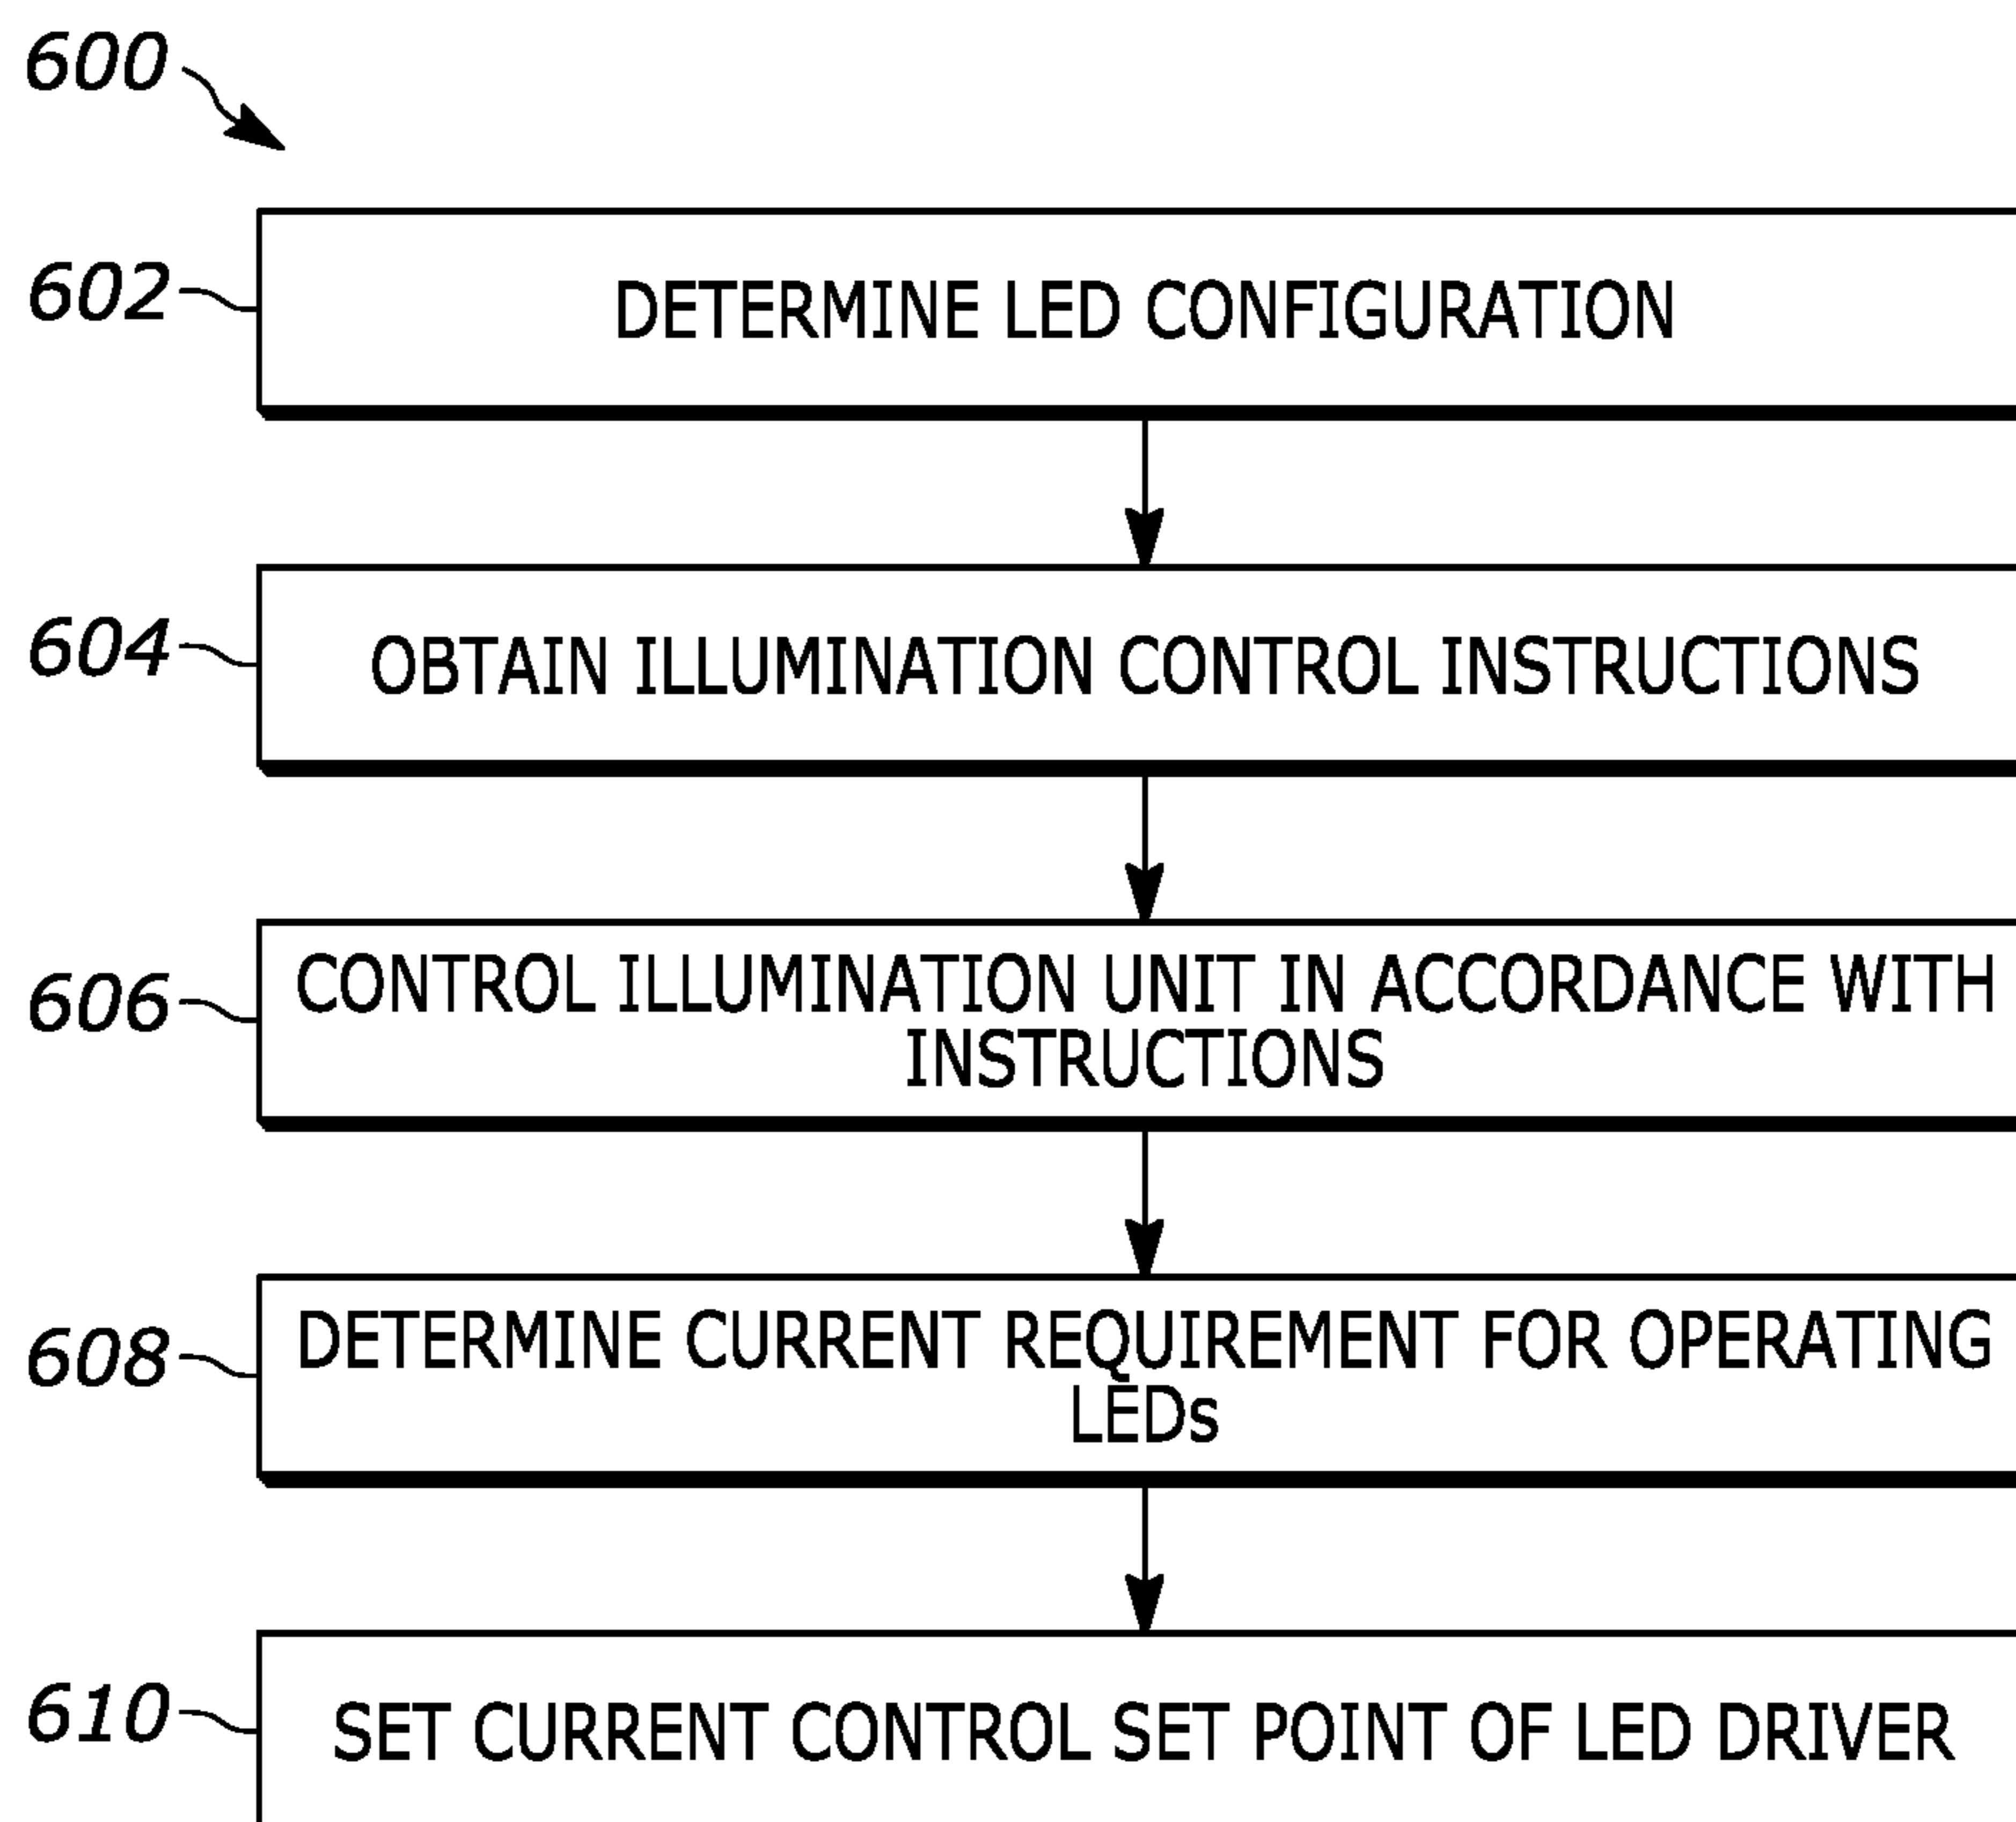 600
602
DETERMINE LED CONFIGURATION
604
OBTAIN ILLUMINATION CONTROL INSTRUCTIONS
606
CONTROL ILLUMINATION UNIT IN ACCORDANCE WITH
INSTRUCTIONS
608
DETERMINE CURRENT REQUIREMENT FOR OPERATING
LEDs
610
SET CURRENT CONTROL SET POINT OF LED DRIVER